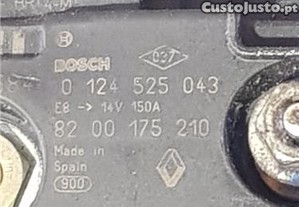 CustoJusto.pt
BOSCH
0 124 525 043
E8 -> 14V 150A
82 00 175 210
Made in
Spain
900